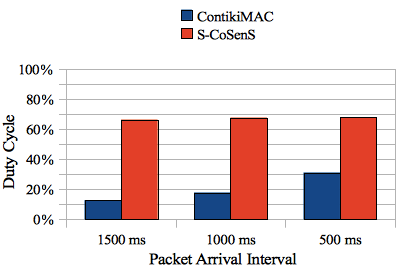 ContikiMAC
S-CoSenS
100%
80%
60%
40%
20%
0%
Duty Cycle
1500 ms
1000 ms
500 ms
Packet Arrival Interval